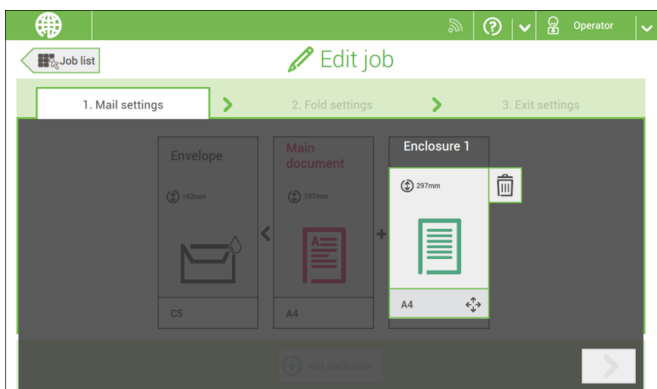 Operator
Job list
Edit job
1. Mail settings
2. Fold settings
3. Exit settings
Envelope
162mm
C5
Main
document
297mm
A4
Enclosure 1
297mm
A4
Add enclosure